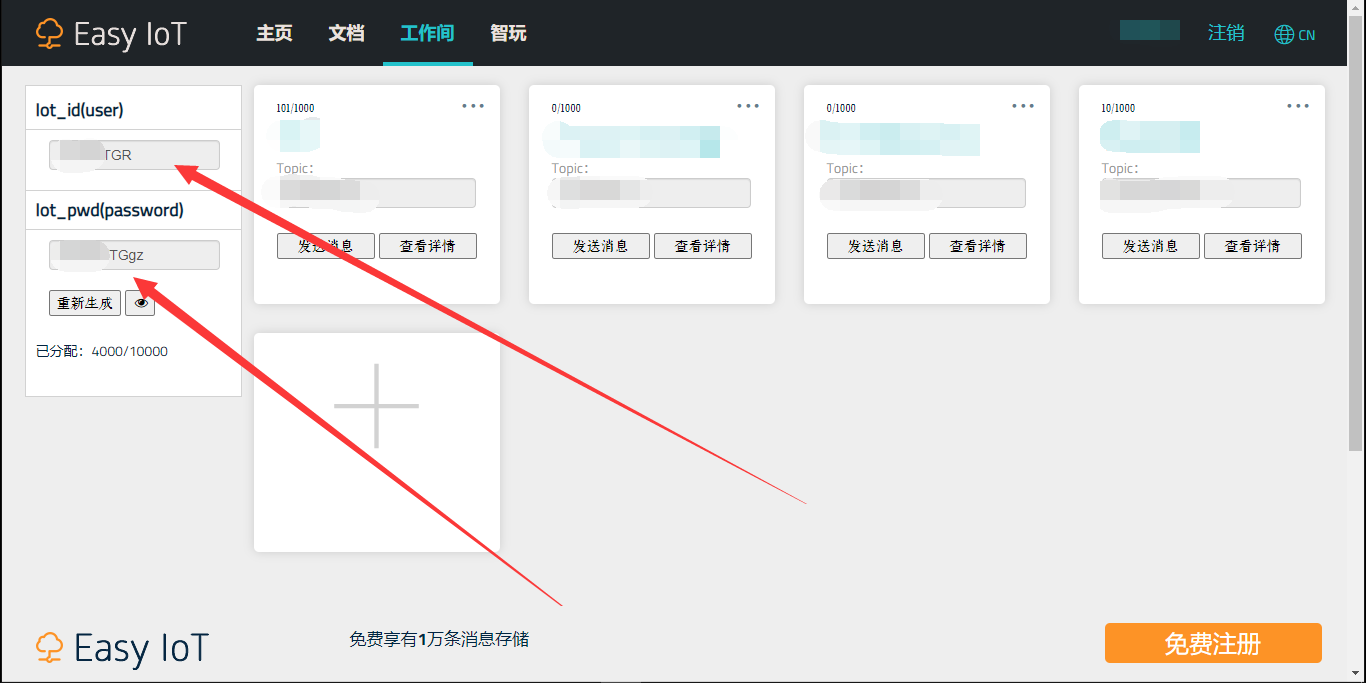 Easy IoT
主页
文档
工作间
智玩
注销
CN
Iot_id(user)
TGR
Iot_pwd(password)
TGgz
重新生成
已分配：4000/10000
101/1000
Topic：
发送消息
查看详情
0/1000
Topic：
发送消息
查看详情
0/1000
Topic：
发送消息
查看详情
10/1000
Topic：
发送消息
查看详情
Easy IoT
免费享有1万条消息存储
免费注册